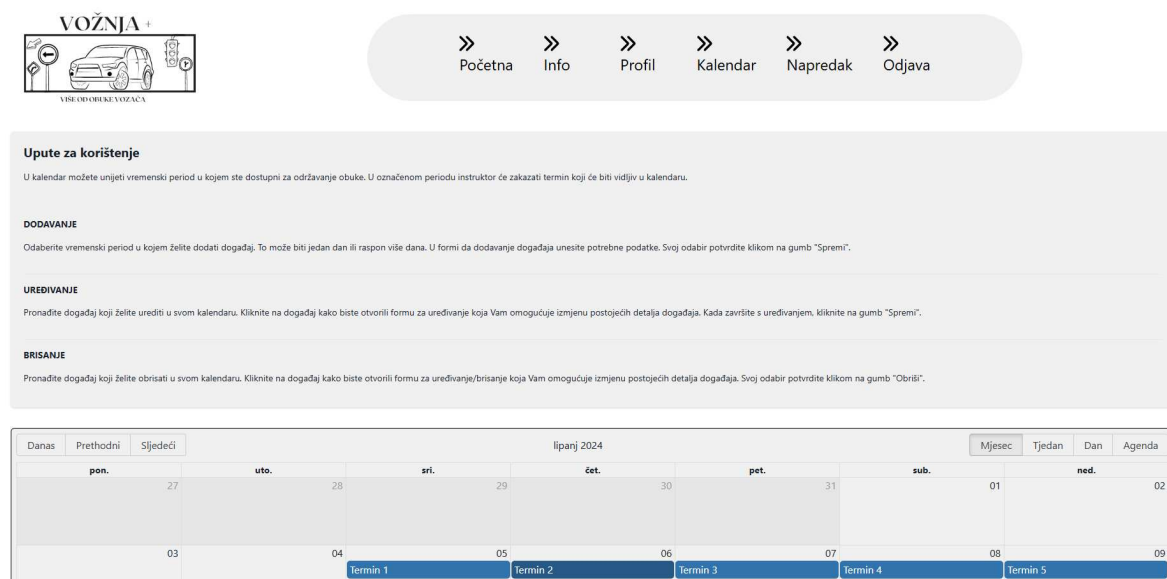 VOŽNJA +
VIŠE OD OBUKE VOZAČA
Početna Info Profil Kalendar Napredak Odjava
Upute za korištenje
U kalendar možete unijeti vremenski period u kojem ste dostupni za održavanje obuke. U označenom periodu instruktor će zakazati termin koji će biti vidljiv u kalendaru.
DODAVANJE
Odaberite vremenski period u kojem želite dodati događaj. To može biti jedan dan ili raspon više dana. U formi da dodavanje događaja unesite potrebne podatke. Svoj odabir potvrdite klikom na gumb "Spremi".
UREĐIVANJE
Pronađite događaj koji želite urediti u svom kalendaru. Kliknite na događaj kako biste otvorili formu za uređivanje koja Vam omogućuje izmjenu postojećih detalja događaja. Kada završite s uređivanjem, kliknite na gumb "Spremi".
BRISANJE
Pronađite događaj koji želite obrisati u svom kalendaru. Kliknite na događaj kako biste otvorili formu za uređivanje/brisanje koja Vam omogućuje izmjenu postojećih detalja događaja. Svoj odabir potvrdite klikom na gumb "Obriši".
Danas Prethodni Sljedeći lipanj 2024 Mjesec Tjedan Dan Agenda
pon. uto. sri. čet. pet. sub. ned.
27 28 29 30 31 01 02
03 04 05 06 07 08 09
Termin 1 Termin 2 Termin 3 Termin 4 Termin 5